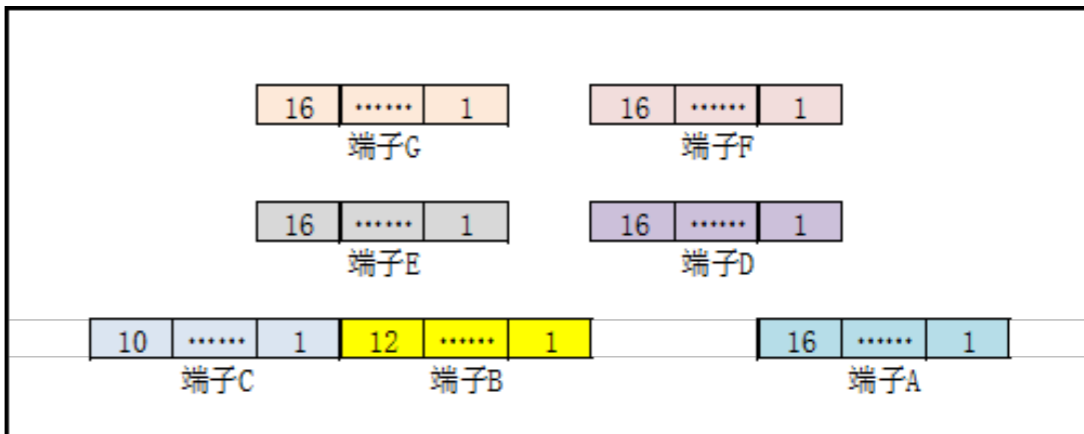 16 …… 1 16 …… 1
端子G 端子F
16 …… 1 16 …… 1
端子E 端子D
10 …… 1 12 …… 1 16 …… 1
端子C 端子B 端子A